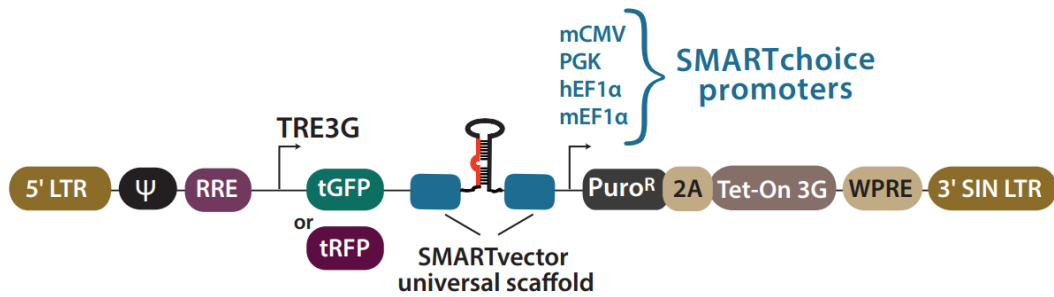 mCMV
PGK
hEF1α
mEF1α
SMARTchoice
promoters
TRE3G
5' LTR
Ψ
RRE
tGFP
or
tRFP
SMARTvector
universal scaffold
Puroᴿ
2A
Tet-On 3G
WPRE
3' SIN LTR